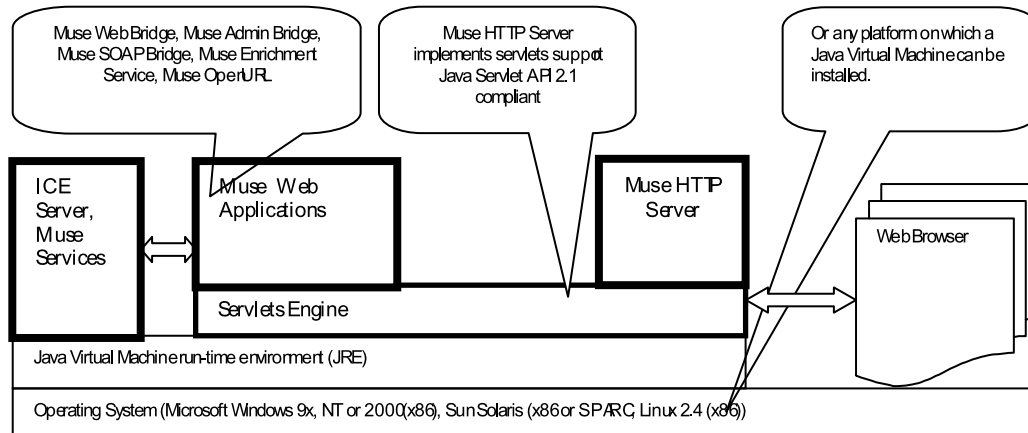 Muse Web Bridge, Muse Admin Bridge,
Muse SOAP Bridge, Muse Enrichment
Service, Muse OpenURL
Muse HTTP Server
implements servlets support
Java Servlet API 2.1
compliant
Or any platform on which a
Java Virtual Machine can be
installed.
ICE
Server,
Muse
Services
Muse Web
Applications
Muse HTTP
Server
Web Browser
Servlets Engine
Java Virtual Machine run-time environment (JRE)
Operating System (Microsoft Windows 9x, NT or 2000 (x86), Sun Solaris (x86 or SPARC, Linux 2.4 (x86))